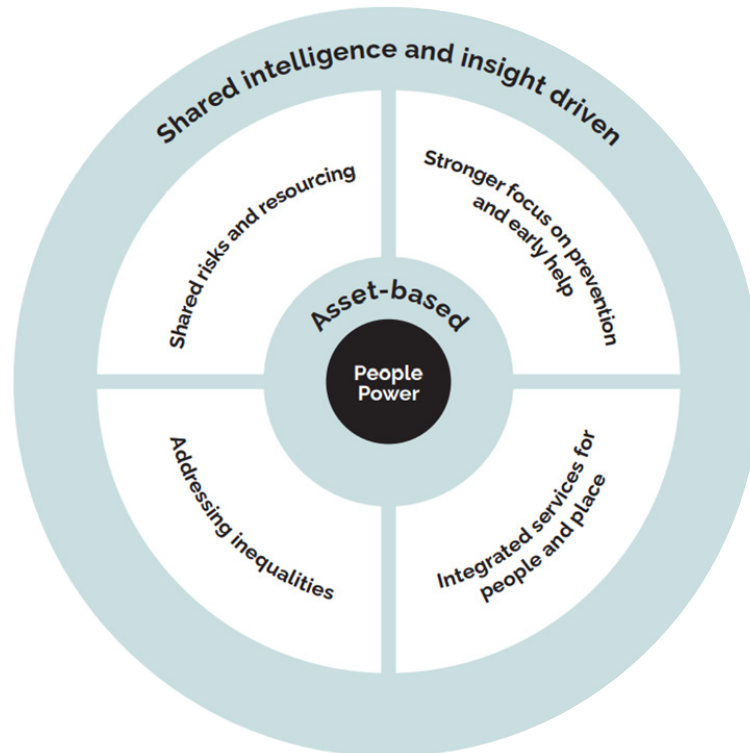 Shared intelligence and insight driven
Shared risks and resourcing
Stronger focus on prevention
and early help
Asset-based
People
Power
Addressing inequalities
Integrated services for
people and place